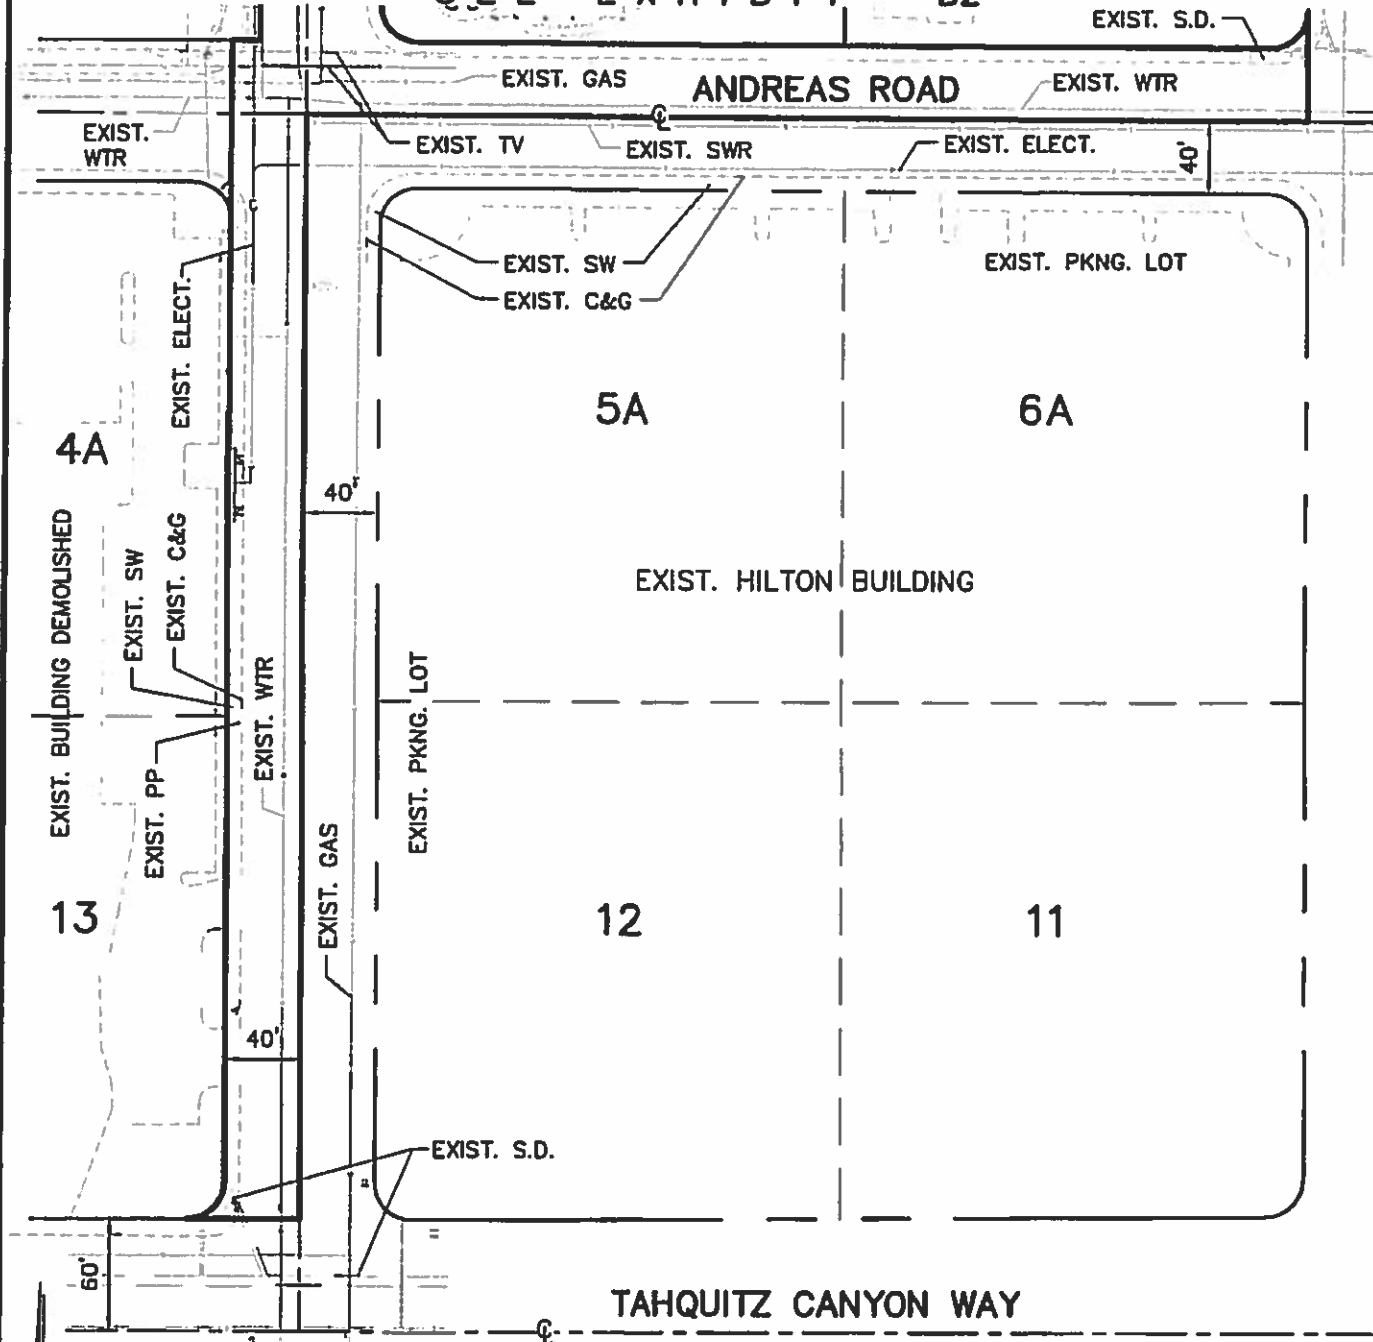 EXIST. S.D.
EXIST. GAS
ANDREAS ROAD
EXIST. WTR
EXIST.
WTR
EXIST. TV
℄
EXIST. SWR
EXIST. ELECT.
40'
EXIST. SW
EXIST. C&G
EXIST. PKNG. LOT
EXIST. ELECT.
4A
5A
6A
40'
EXIST. BUILDING DEMOLISHED
EXIST. SW
EXIST. C&G
EXIST. HILTON BUILDING
EXIST. WTR
EXIST. PKNG. LOT
EXIST. PP
EXIST. GAS
13
12
11
40'
EXIST. S.D.
60'
TAHQUITZ CANYON WAY
℄